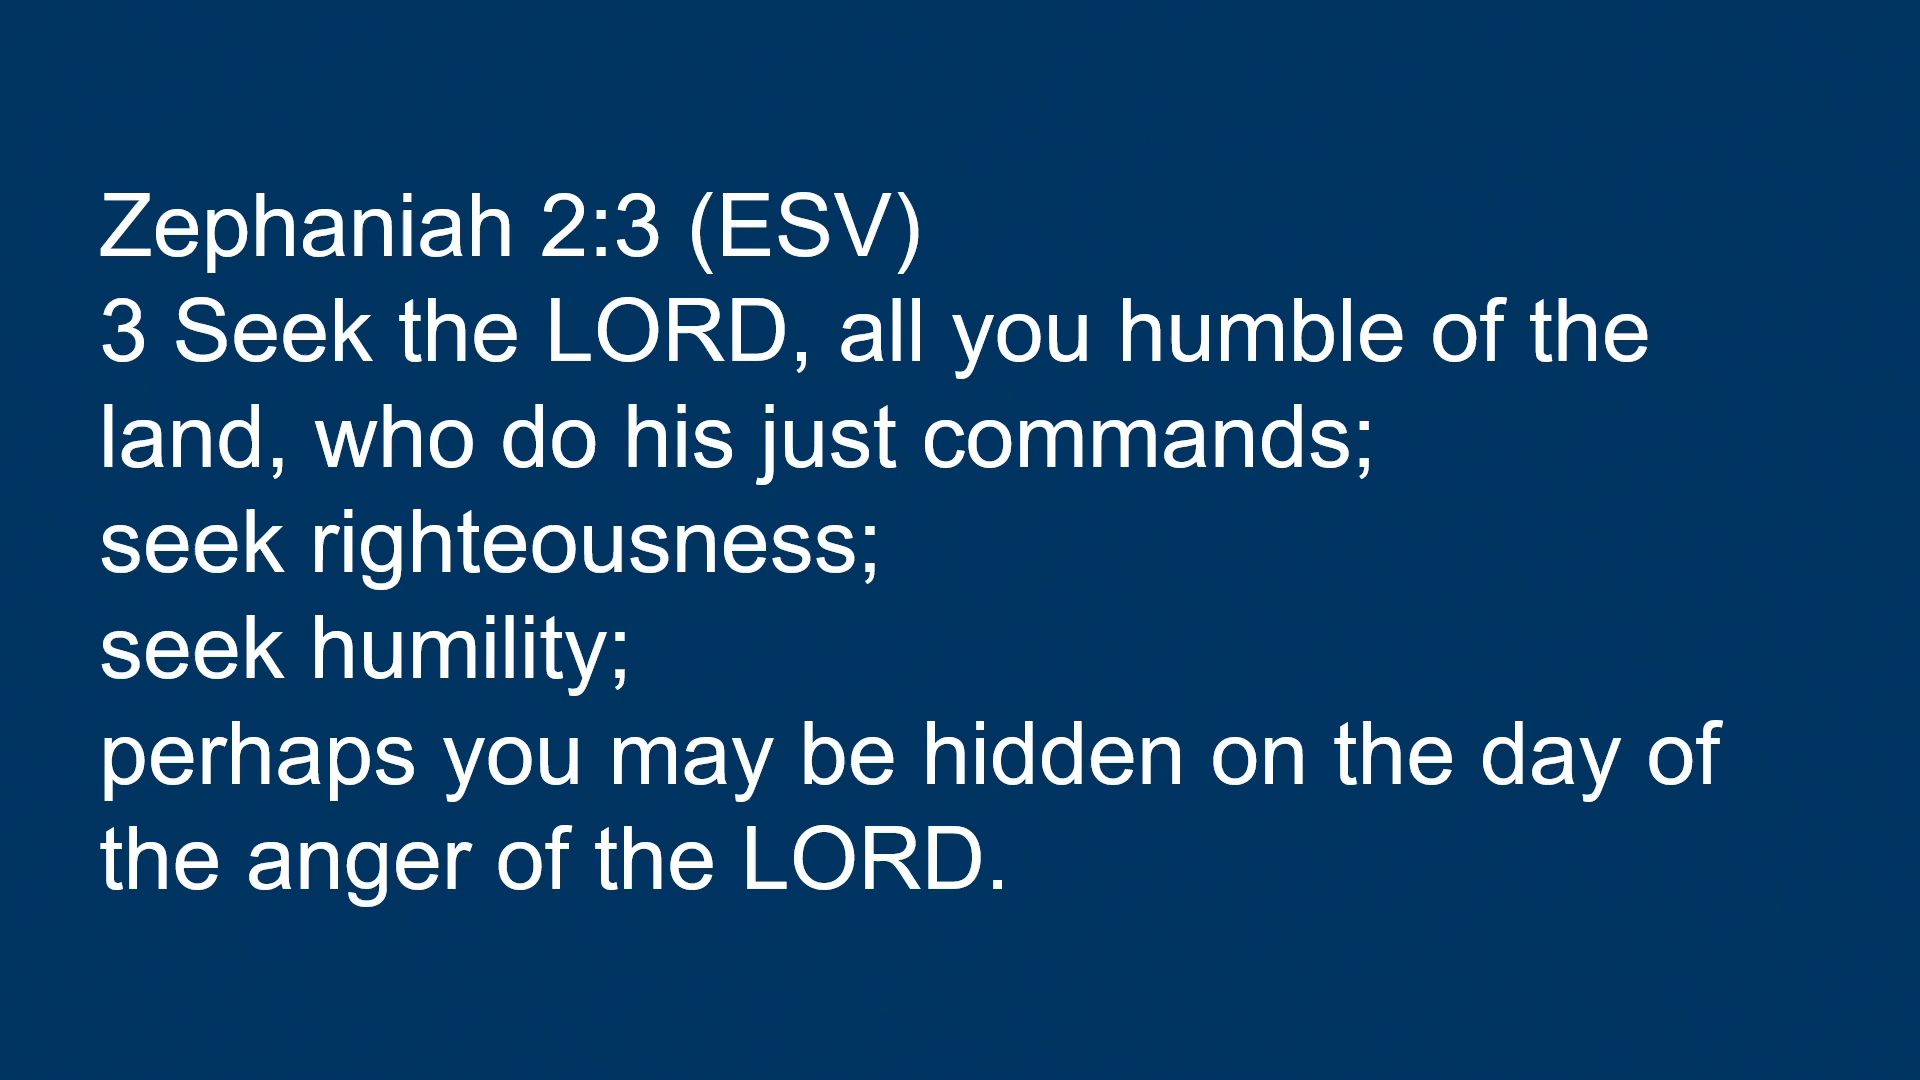 Zephaniah 2:3 (ESV)
3 Seek the LORD, all you humble of the
land, who do his just commands;
seek righteousness;
seek humility;
perhaps you may be hidden on the day of
the anger of the LORD.